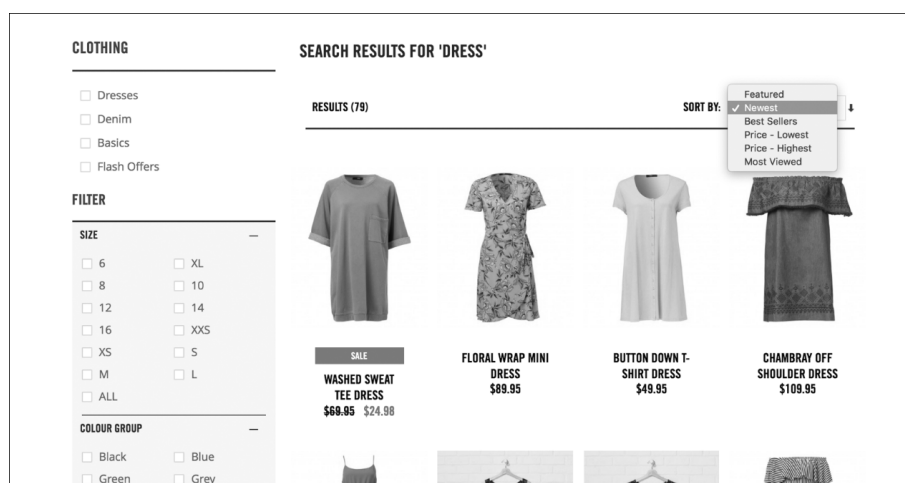 CLOTHING
Dresses
Denim
Basics
Flash Offers
FILTER
SIZE
6
XL
8
10
12
14
16
XXS
XS
S
M
L
ALL
COLOUR GROUP
Black
Blue
Green
Grey
SEARCH RESULTS FOR 'DRESS'
RESULTS (79)
SORT BY:
Featured
✓ Newest
Best Sellers
Price - Lowest
Price - Highest
Most Viewed
SALE
WASHED SWEAT
TEE DRESS
$69.95 $24.98
FLORAL WRAP MINI
DRESS
$89.95
BUTTON DOWN T-
SHIRT DRESS
$49.95
CHAMBRAY OFF
SHOULDER DRESS
$109.95